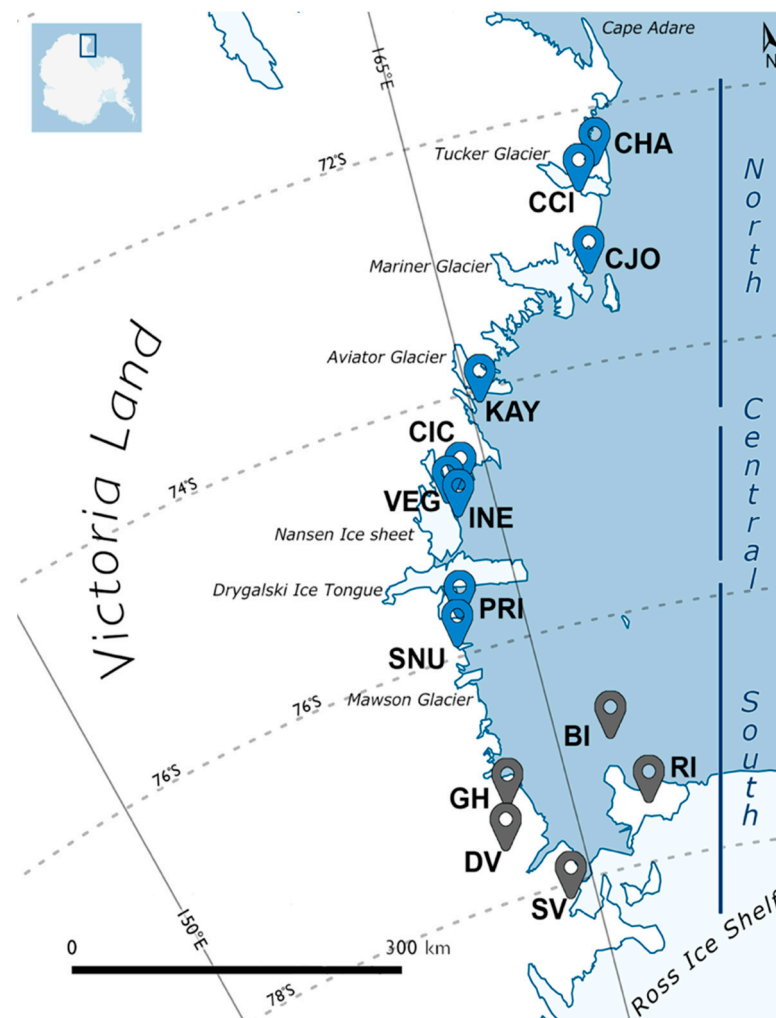 Cape Adare
N
165°E
CHA
72°S
Tucker Glacier
CCI
North
CJO
Mariner Glacier
Aviator Glacier
KAY
Victoria Land
CIC
Central
74°S
VEG
INE
Nansen Ice sheet
Drygalski Ice Tongue
PRI
SNU
76°S
Mawson Glacier
BI
South
76°S
RI
GH
DV
SV
150°E
0
300 km
Ross Ice Shelf
78°S